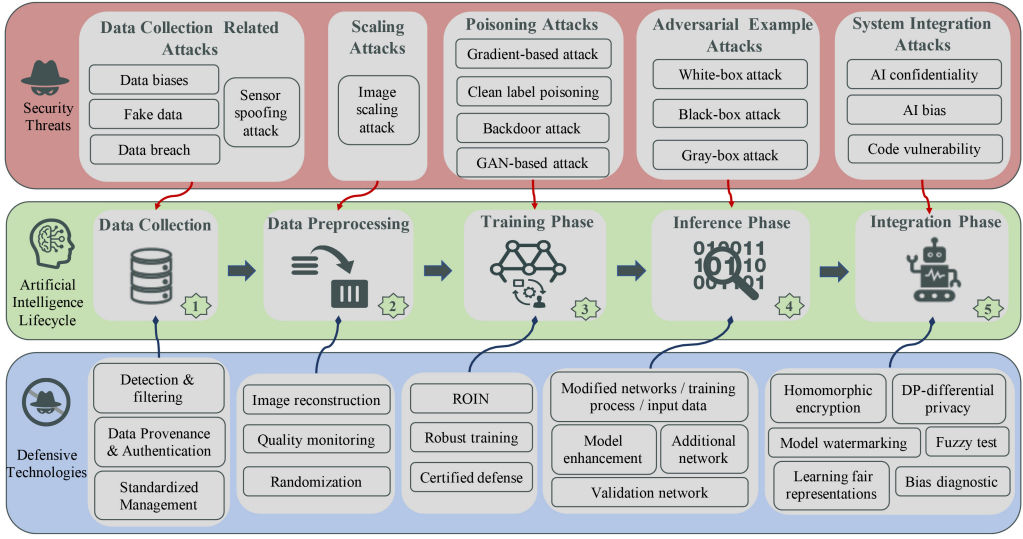 Data Collection Related
Attacks
Data biases
Fake data
Data breach
Sensor
spoofing
attack
Scaling
Attacks
Image
scaling
attack
Poisoning Attacks
Gradient-based attack
Clean label poisoning
Backdoor attack
GAN-based attack
Adversarial Example
Attacks
White-box attack
Black-box attack
Gray-box attack
System Integration
Attacks
AI confidentiality
AI bias
Code vulnerability
Security
Threats
Artificial
Intelligence
Lifecycle
Data Collection
1
Data Preprocessing
2
Training Phase
3
Inference Phase
010011
10110
001101
4
Integration Phase
5
Defensive
Technologies
Detection &
filtering
Data Provenance
& Authentication
Standardized
Management
Image reconstruction
Quality monitoring
Randomization
ROIN
Robust training
Certified defense
Modified networks / training
process / input data
Model
enhancement
Additional
network
Validation network
Homomorphic
encryption
DP-differential
privacy
Model watermarking
Fuzzy test
Learning fair
representations
Bias diagnostic